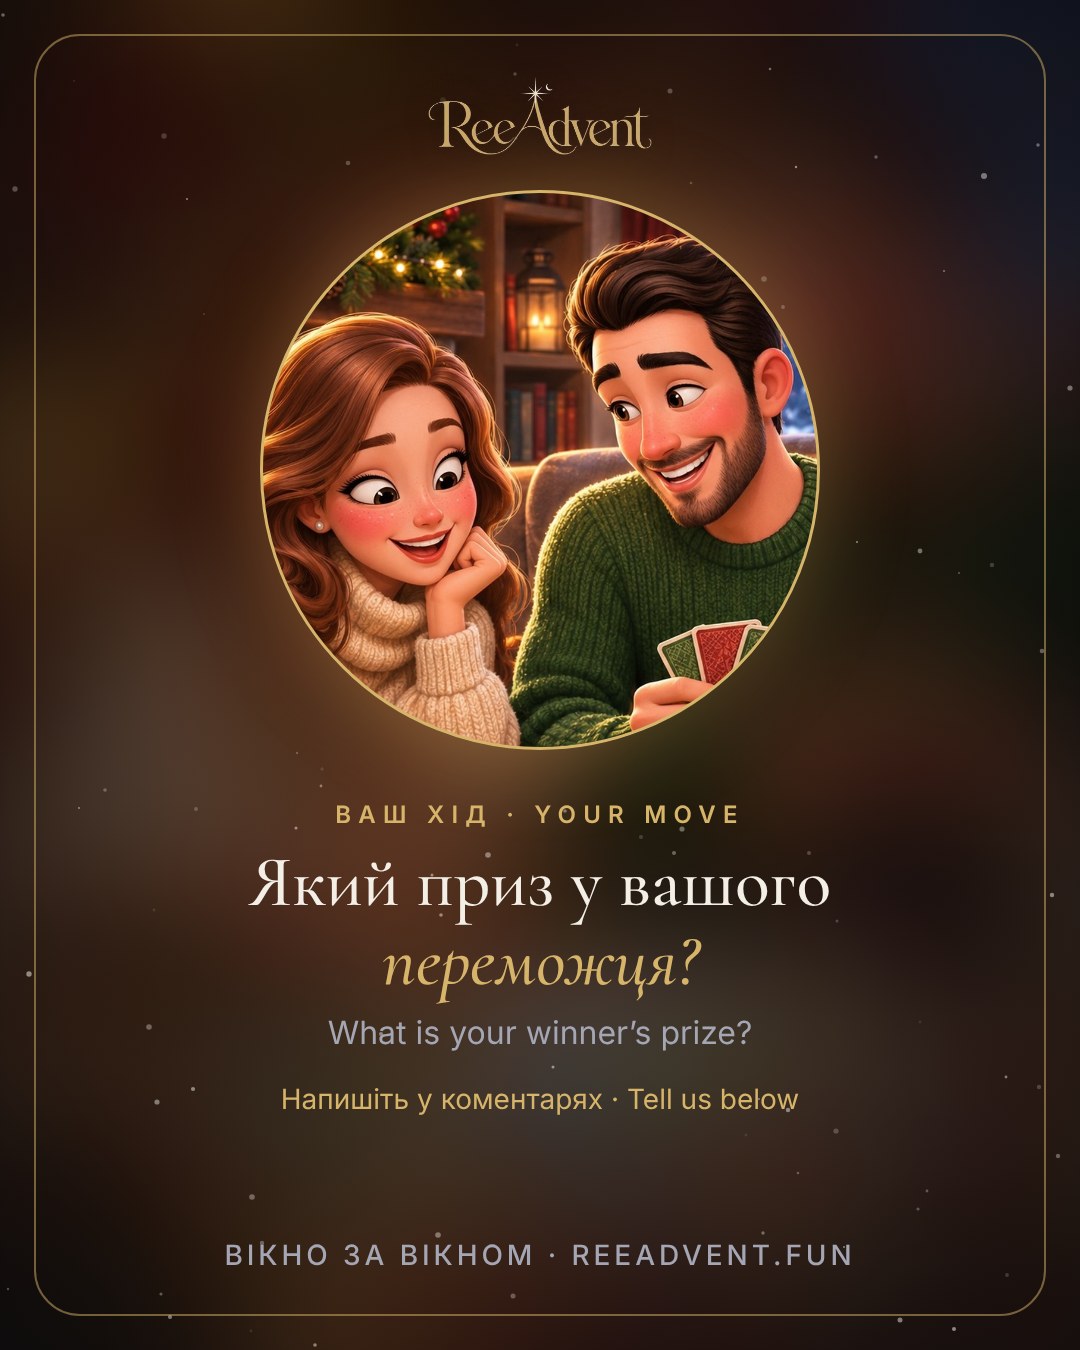 ReeAdvent
ВАШ ХІД · YOUR MOVE
Який приз у вашого
переможця?
What is your winner’s prize?
Напишіть у коментарях · Tell us below
ВІКНО ЗА ВІКНОМ · REEADVENT.FUN